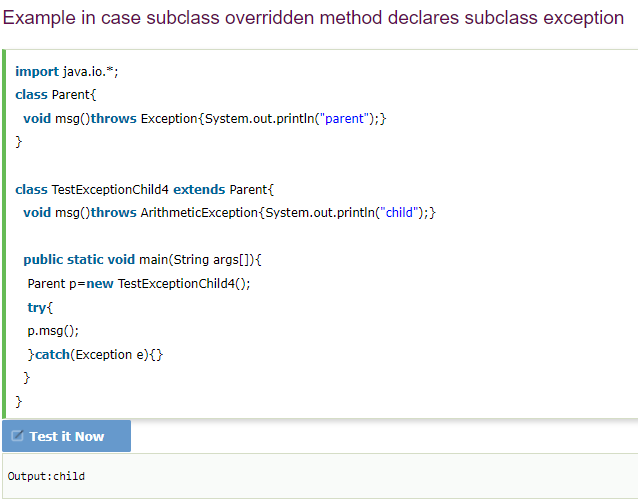 Example in case subclass overridden method declares subclass exception
import java.io.*;
class Parent{
void msg()throws Exception{System.out.println("parent");}
}
class TestExceptionChild4 extends Parent{
void msg()throws ArithmeticException{System.out.println("child");}
public static void main(String args[]){
Parent p=new TestExceptionChild4();
try{
p.msg();
}catch(Exception e){}
}
}
Test it Now
Output:child